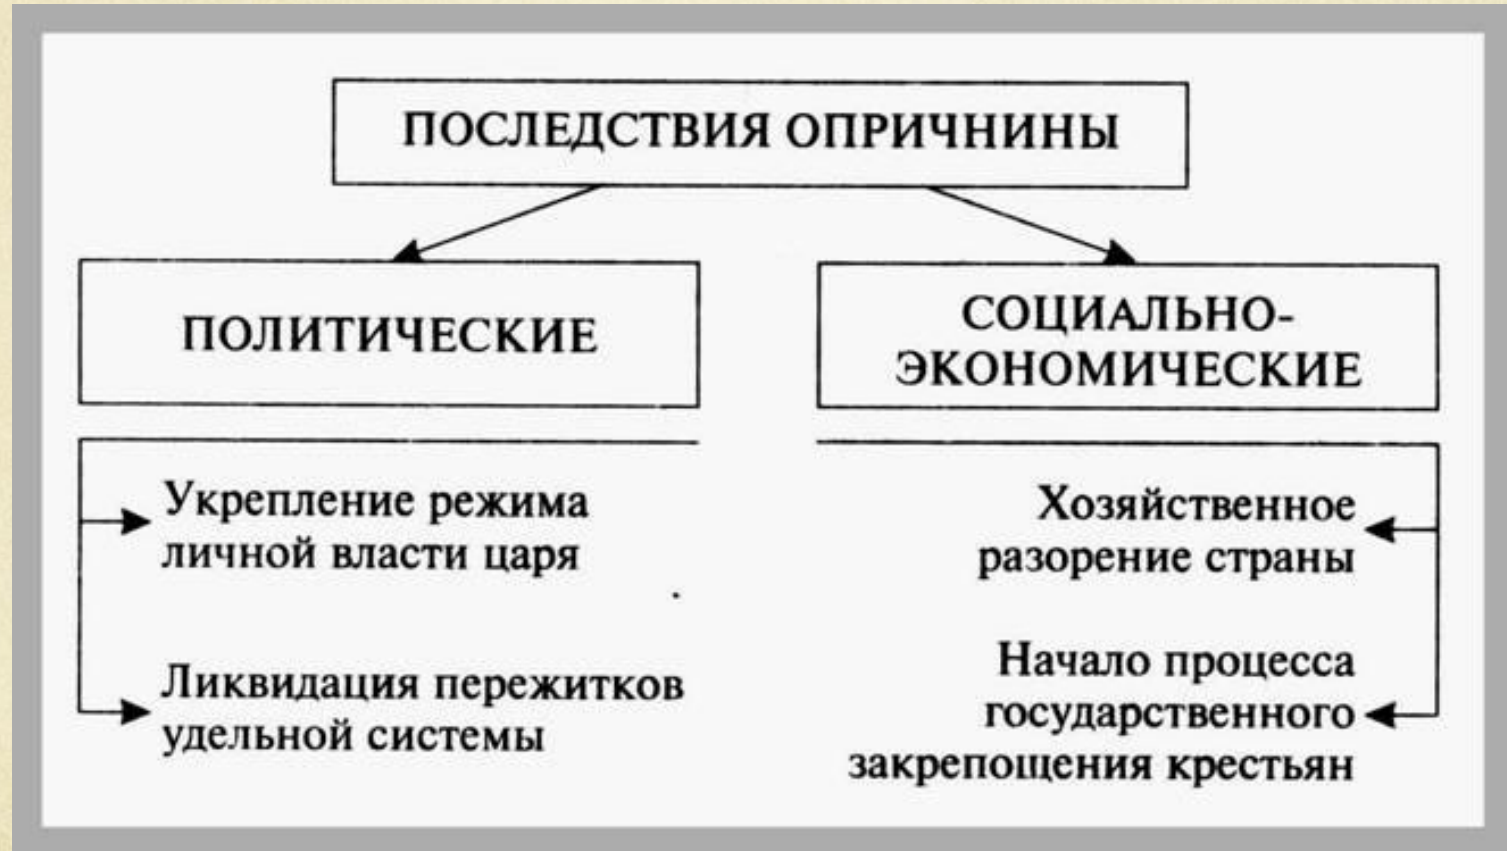 ПОСЛЕДСТВИЯ ОПРИЧНИНЫ
ПОЛИТИЧЕСКИЕ
Укрепление режима
личной власти царя
Ликвидация пережитков
удельной системы
СОЦИАЛЬНО-
ЭКОНОМИЧЕСКИЕ
Хозяйственное
разорение страны
Начало процесса
государственного
закрепощения крестьян